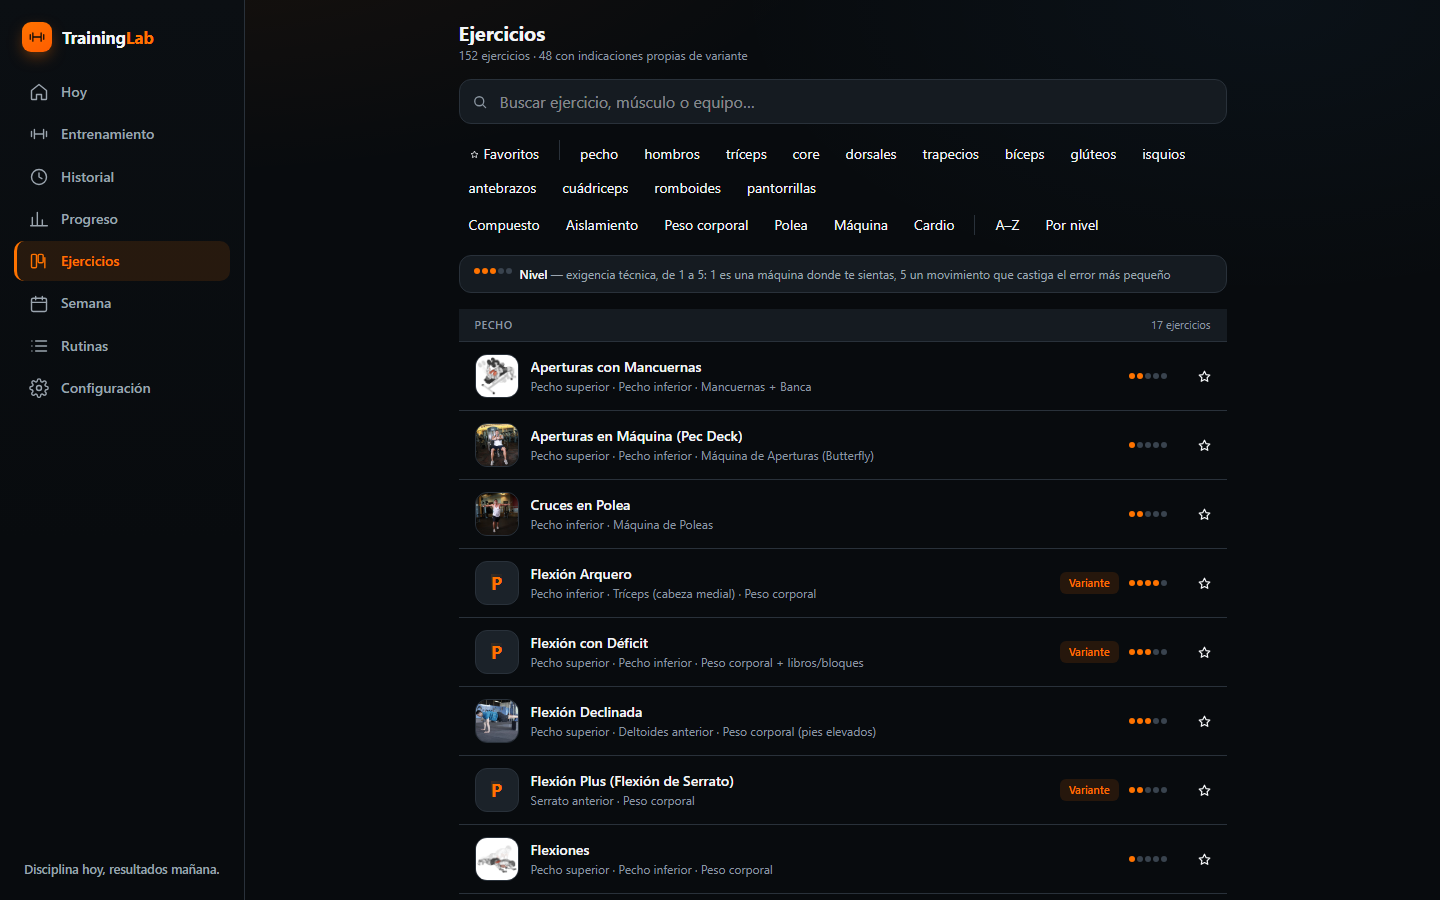 TrainingLab
Hoy
Entrenamiento
Historial
Progreso
Ejercicios
Semana
Rutinas
Configuración
Disciplina hoy, resultados mañana.
Ejercicios
152 ejercicios · 48 con indicaciones propias de variante
Buscar ejercicio, músculo o equipo...
Favoritos pecho hombros tríceps core dorsales trapecios bíceps glúteos isquios
antebrazos cuádriceps romboides pantorrillas
Compuesto Aislamiento Peso corporal Polea Máquina Cardio A–Z Por nivel
Nivel — exigencia técnica, de 1 a 5: 1 es una máquina donde te sientas, 5 un movimiento que castiga el error más pequeño
PECHO 17 ejercicios
Aperturas con Mancuernas
Pecho superior · Pecho inferior · Mancuernas + Banca
Aperturas en Máquina (Pec Deck)
Pecho superior · Pecho inferior · Máquina de Aperturas (Butterfly)
Cruces en Polea
Pecho inferior · Máquina de Poleas
P
Flexión Arquero
Pecho inferior · Tríceps (cabeza medial) · Peso corporal
Variante
P
Flexión con Déficit
Pecho superior · Pecho inferior · Peso corporal + libros/bloques
Variante
Flexión Declinada
Pecho superior · Deltoides anterior · Peso corporal (pies elevados)
P
Flexión Plus (Flexión de Serrato)
Serrato anterior · Peso corporal
Variante
Flexiones
Pecho superior · Pecho inferior · Peso corporal